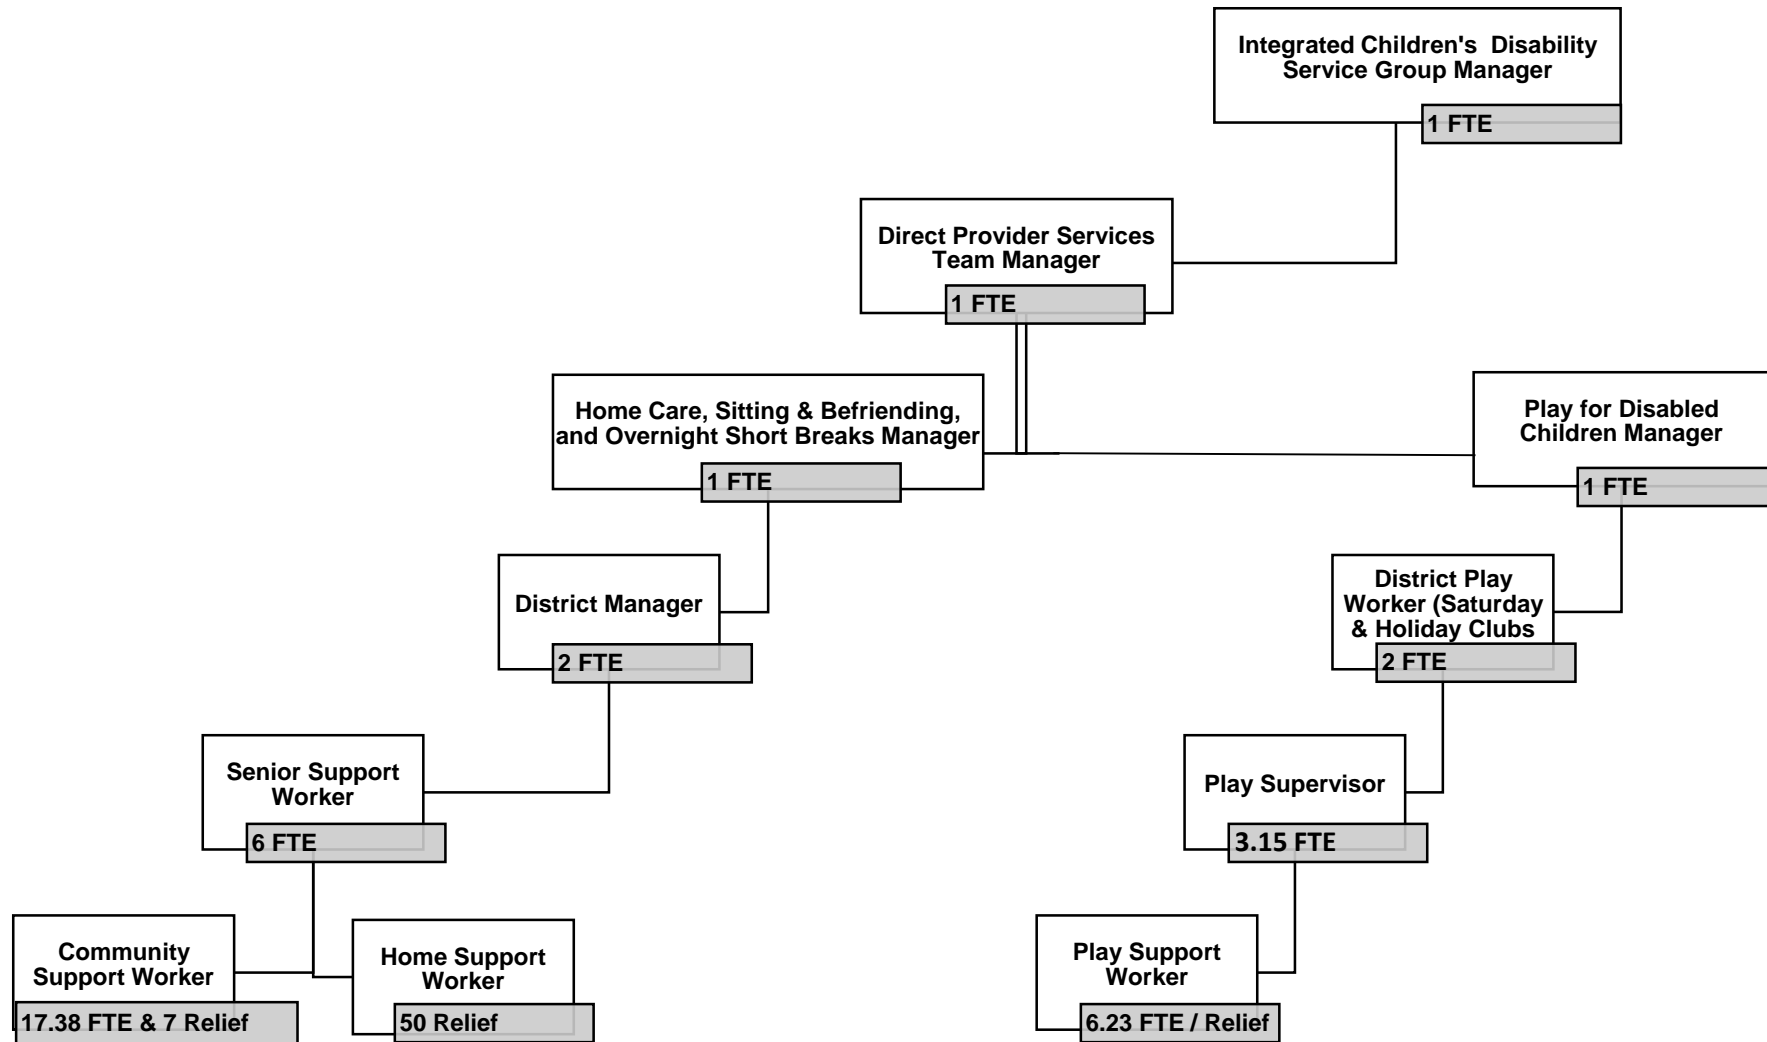 Integrated Children's  Disability
Service Group Manager
1 FTE
Direct Provider Services
Team Manager
1 FTE
Home Care, Sitting & Befriending,
and Overnight Short Breaks Manager
1 FTE
Play for Disabled
Children Manager
1 FTE
District Manager
2 FTE
District Play
Worker (Saturday
& Holiday Clubs
2 FTE
Senior Support
Worker
6 FTE
Play Supervisor
3.15 FTE
Community
Support Worker
17.38 FTE & 7 Relief
Home Support
Worker
50 Relief
Play Support
Worker
6.23 FTE / Relief